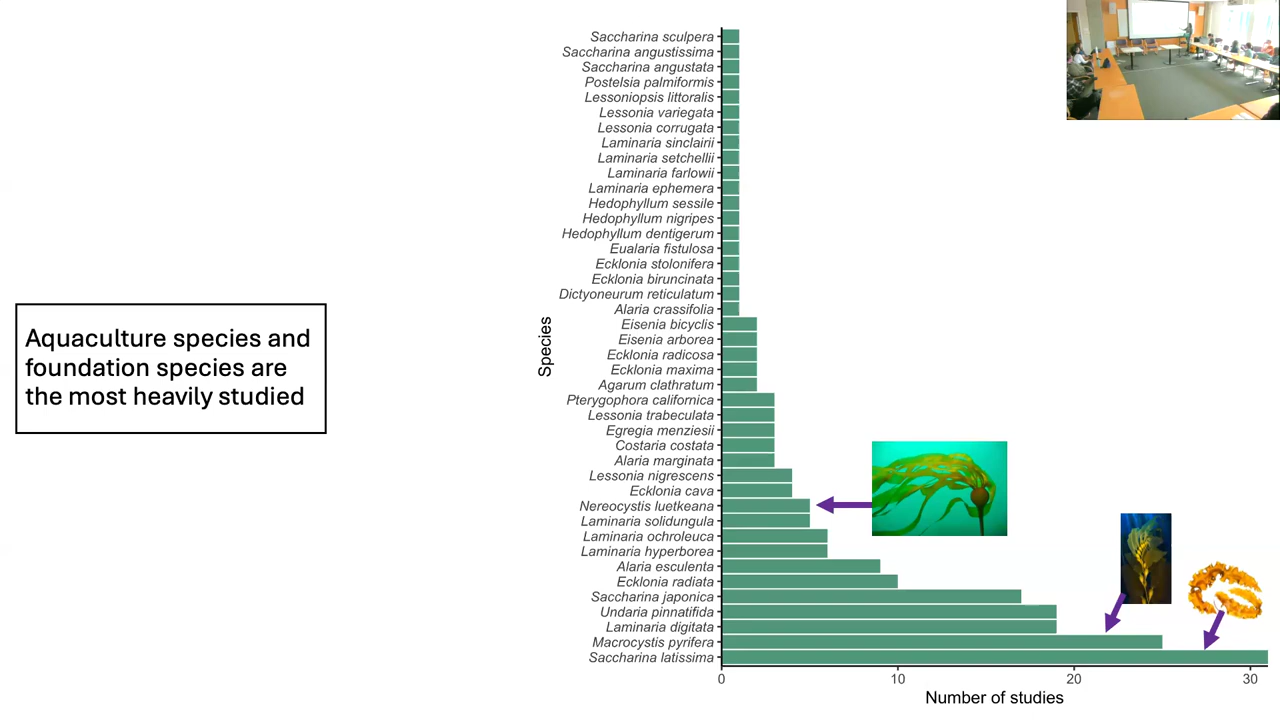 Saccharina sculpera
Saccharina angustissima
Saccharina angustata
Postelsia palmiformis
Lessoniopsis littoralis
Lessonia variegata
Lessonia corrugata
Laminaria sinclairii
Laminaria setchellii
Laminaria farlowii
Laminaria ephemera
Hedophyllum sessile
Hedophyllum nigripes
Hedophyllum dentigerum
Eualaria fistulosa
Ecklonia stolonifera
Ecklonia biruncinata
Dictyoneurum reticulatum
Alaria crassifolia
Eisenia bicyclis
Eisenia arborea
Ecklonia radicosa
Ecklonia maxima
Agarum clathratum
Pterygophora californica
Lessonia trabeculata
Egregia menziesii
Costaria costata
Alaria marginata
Lessonia nigrescens
Ecklonia cava
Nereocystis luetkeana
Laminaria solidungula
Laminaria ochroleuca
Laminaria hyperborea
Alaria esculenta
Ecklonia radiata
Saccharina japonica
Undaria pinnatifida
Laminaria digitata
Macrocystis pyrifera
Saccharina latissima
Species
0 10 20 30
Number of studies
Aquaculture species and
foundation species are
the most heavily studied